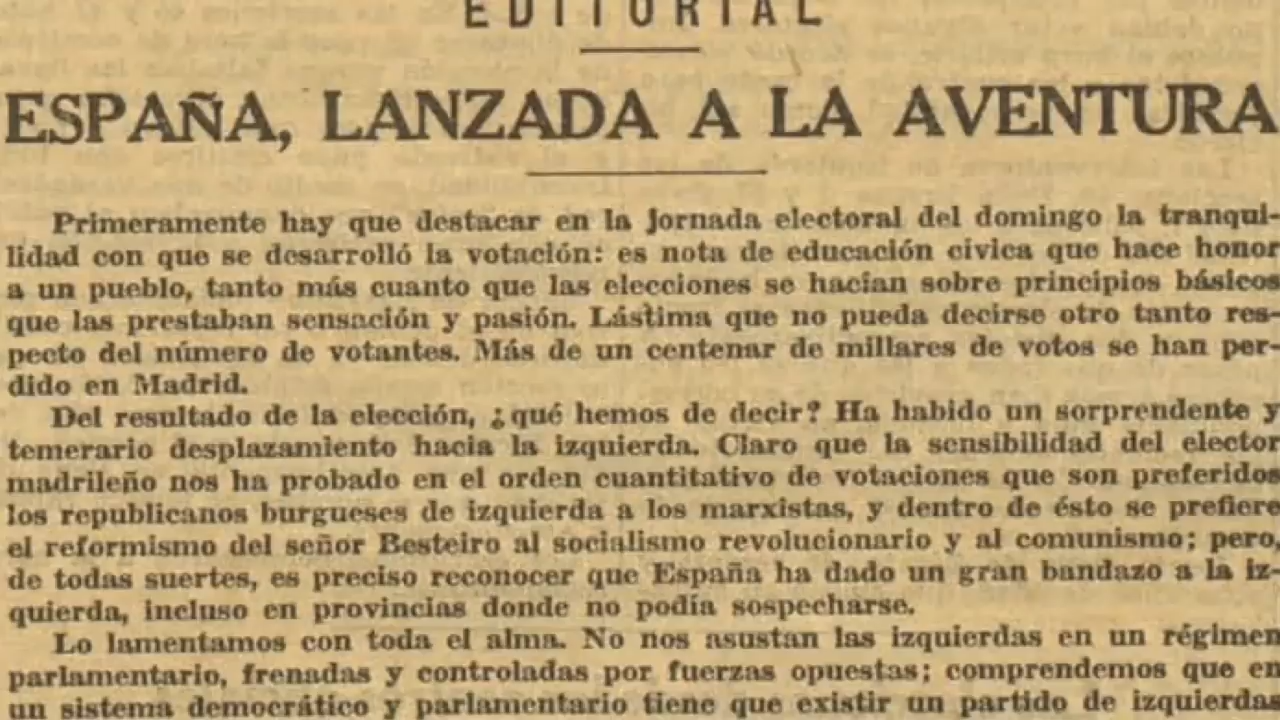 EDITORIAL
ESPAÑA, LANZADA A LA AVENTURA
Primeramente hay que destacar en la jornada electoral del domingo la tranqui-
lidad con que se desarrolló la votación: es nota de educación cívica que hace honor
a un pueblo, tanto más cuanto que las elecciones se hacían sobre principios básicos
que las prestaban sensación y pasión. Lástima que no pueda decirse otro tanto res-
pecto del número de votantes. Más de un centenar de millares de votos se han per-
dido en Madrid.
Del resultado de la elección, ¿qué hemos de decir? Ha habido un sorprendente y
temerario desplazamiento hacia la izquierda. Claro que la sensibilidad del elector
madrileño nos ha probado en el orden cuantitativo de votaciones que son preferidos
los republicanos burgueses de izquierda a los marxistas, y dentro de ésto se prefiere
el reformismo del señor Besteiro al socialismo revolucionario y al comunismo; pero,
de todas suertes, es preciso reconocer que España ha dado un gran bandazo a la iz-
quierda, incluso en provincias donde no podía sospecharse.
Lo lamentamos con toda el alma. No nos asustan las izquierdas en un régimen
parlamentario, frenadas y controladas por fuerzas opuestas; comprendemos que en
un sistema democrático y parlamentario tiene que existir un partido de izquierdas